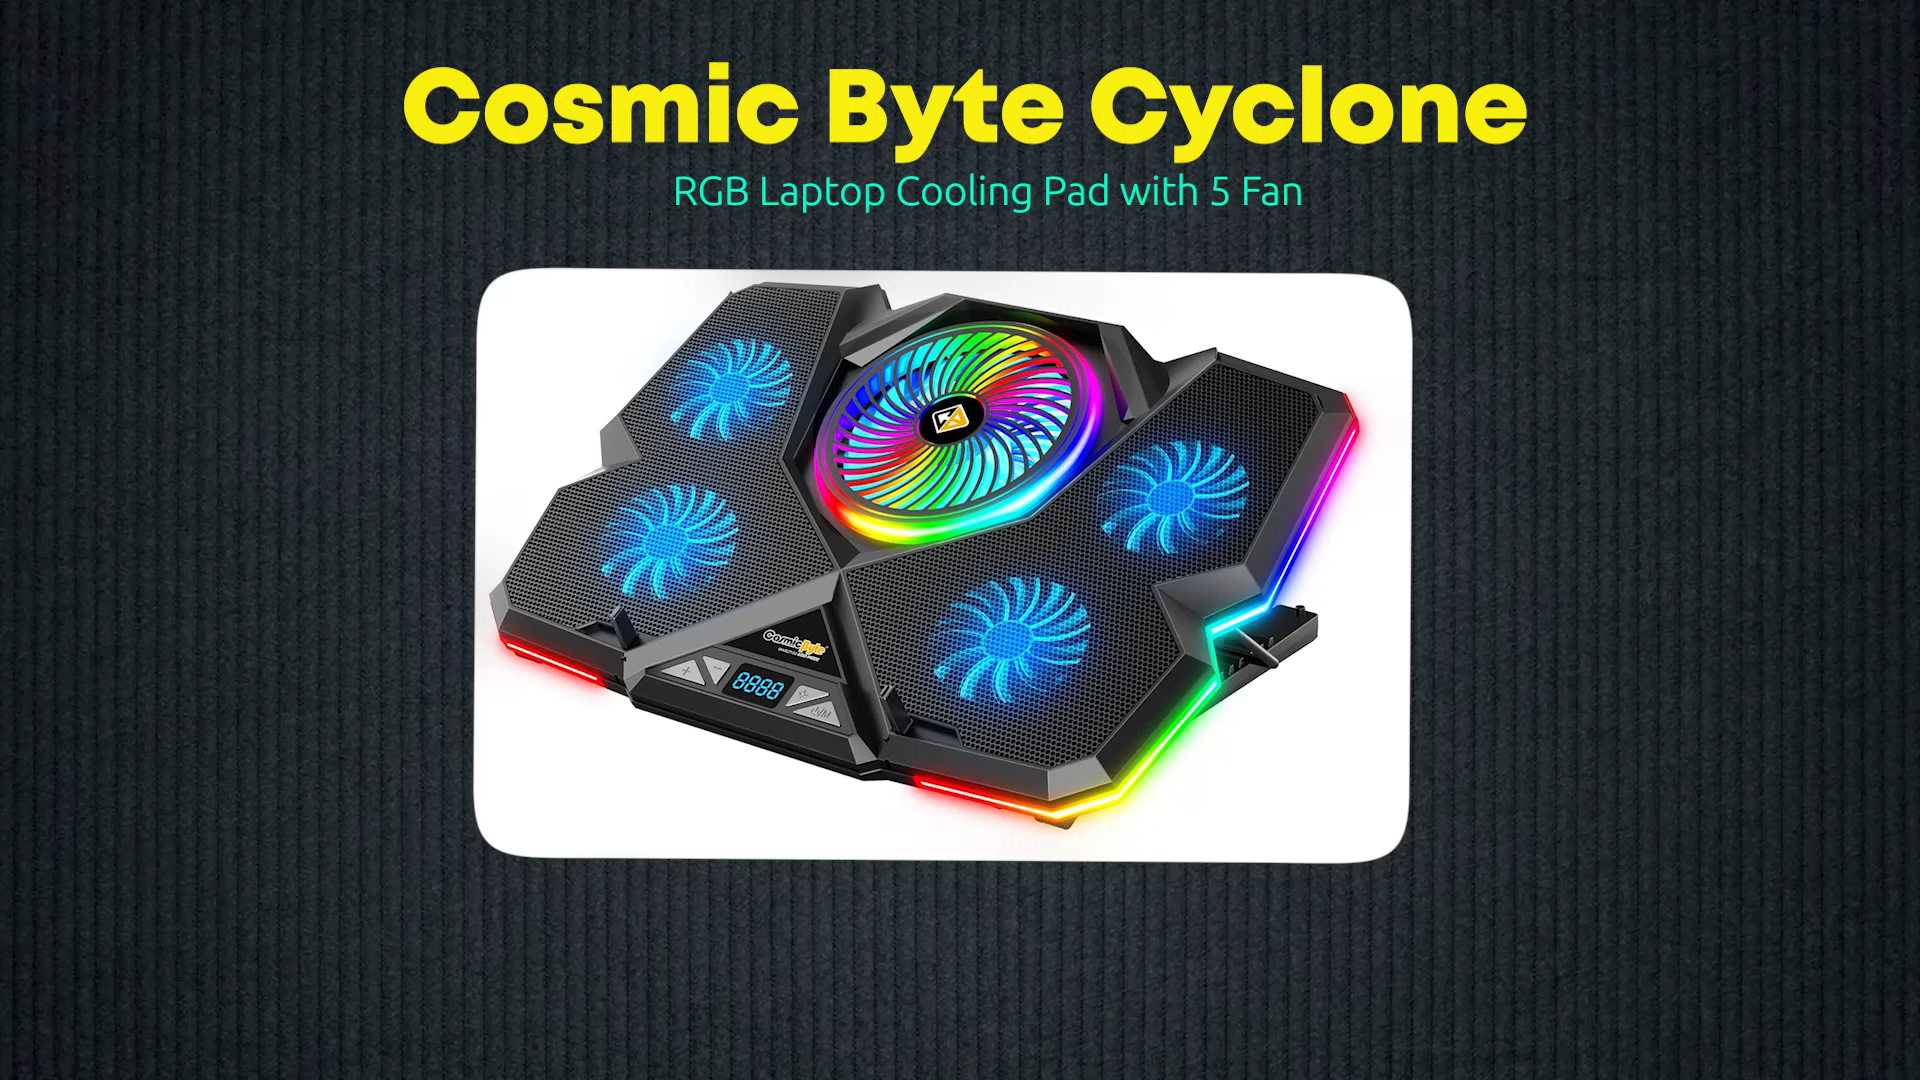 Cosmic Byte Cyclone
RGB Laptop Cooling Pad with 5 Fan
CosmicByte
+ −
8888
/M